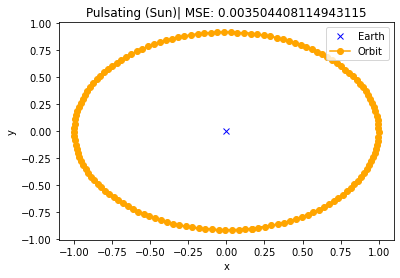 Pulsating (Sun)| MSE: 0.003504408114943115
1.00
0.75
0.50
0.25
0.00
−0.25
−0.50
−0.75
−1.00
y
Earth
Orbit
−1.00 −0.75 −0.50 −0.25 0.00 0.25 0.50 0.75 1.00
x